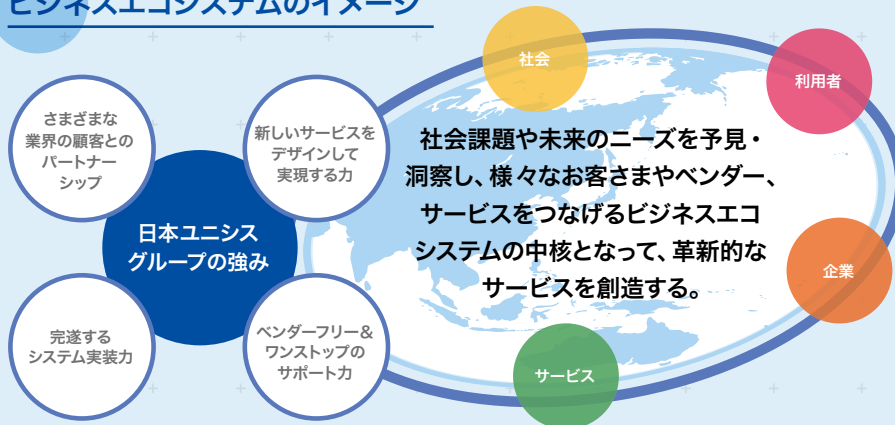 ビジネスエコシステムのイメージ
さまざまな
業界の顧客との
パートナー
シップ
新しいサービスを
デザインして
実現する力
日本ユニシス
グループの強み
完遂する
システム実装力
ベンダーフリー&
ワンストップの
サポート力
社会
利用者
社会課題や未来のニーズを予見・
洞察し、様々なお客さまやベンダー、
サービスをつなげるビジネスエコ
システムの中核となって、革新的な
サービスを創造する。
企業
サービス